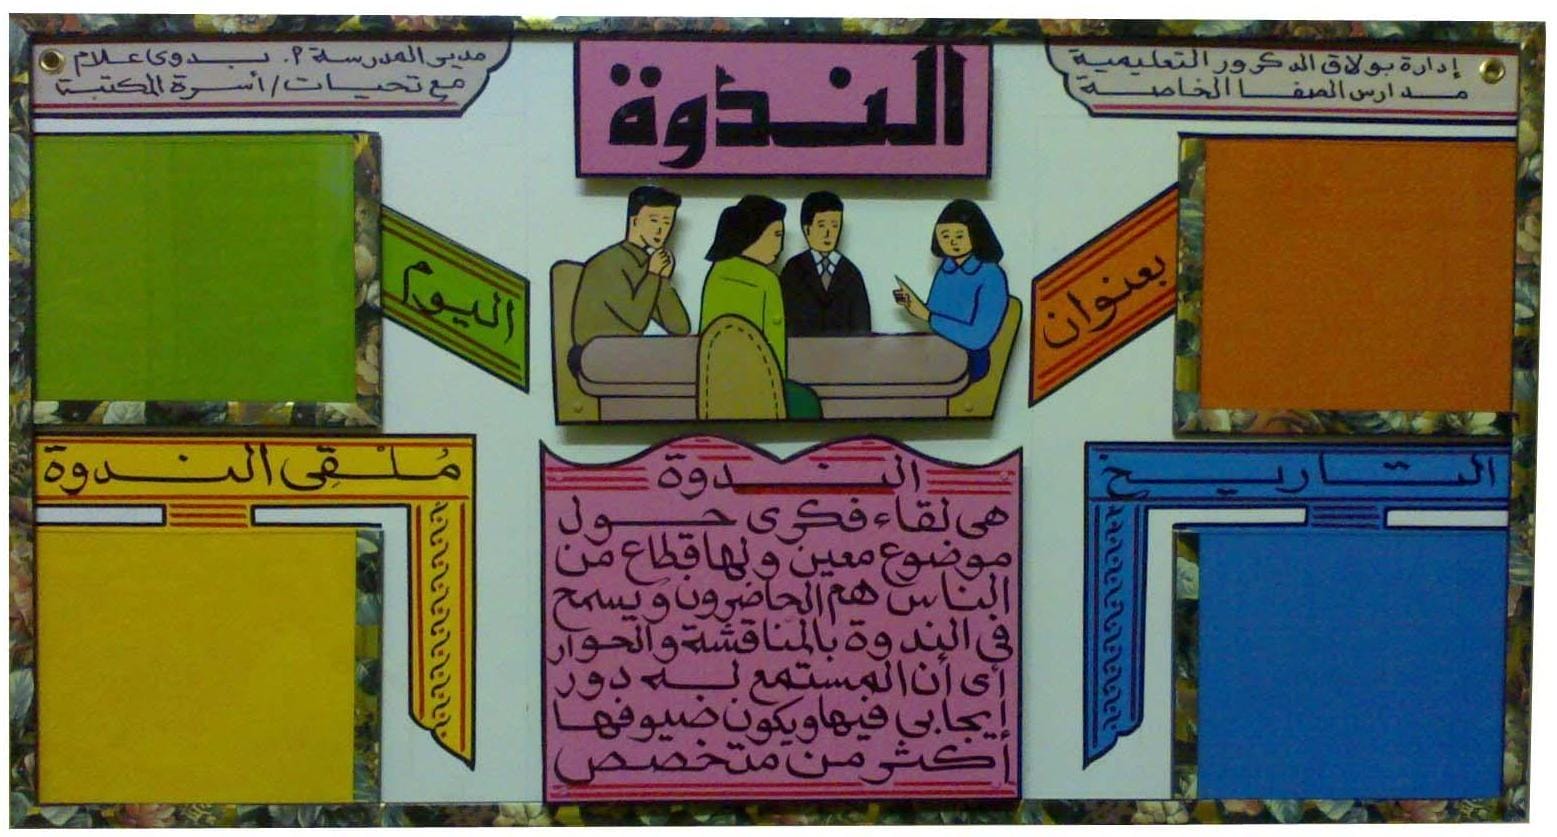 إدارة بولاق الدكرور التعليمية
مدارس الصفا الخاصة
الندوة
مدير المدرسة أ. بدوى علام
مع تحيات/أسرة المكتبة
بعنوان
اليوم
التاريخ
مُلْقِى الندوة
الندوة
هى لقاء فكرى حول
موضوع معين ولها قطاع من
الناس هم الحاضرون ويسمح
فى الندوة بالمناقشة والحوار
أى أن المستمع له دور
إيجابى فيها ويكون ضيوفها
أكثر من متخصص